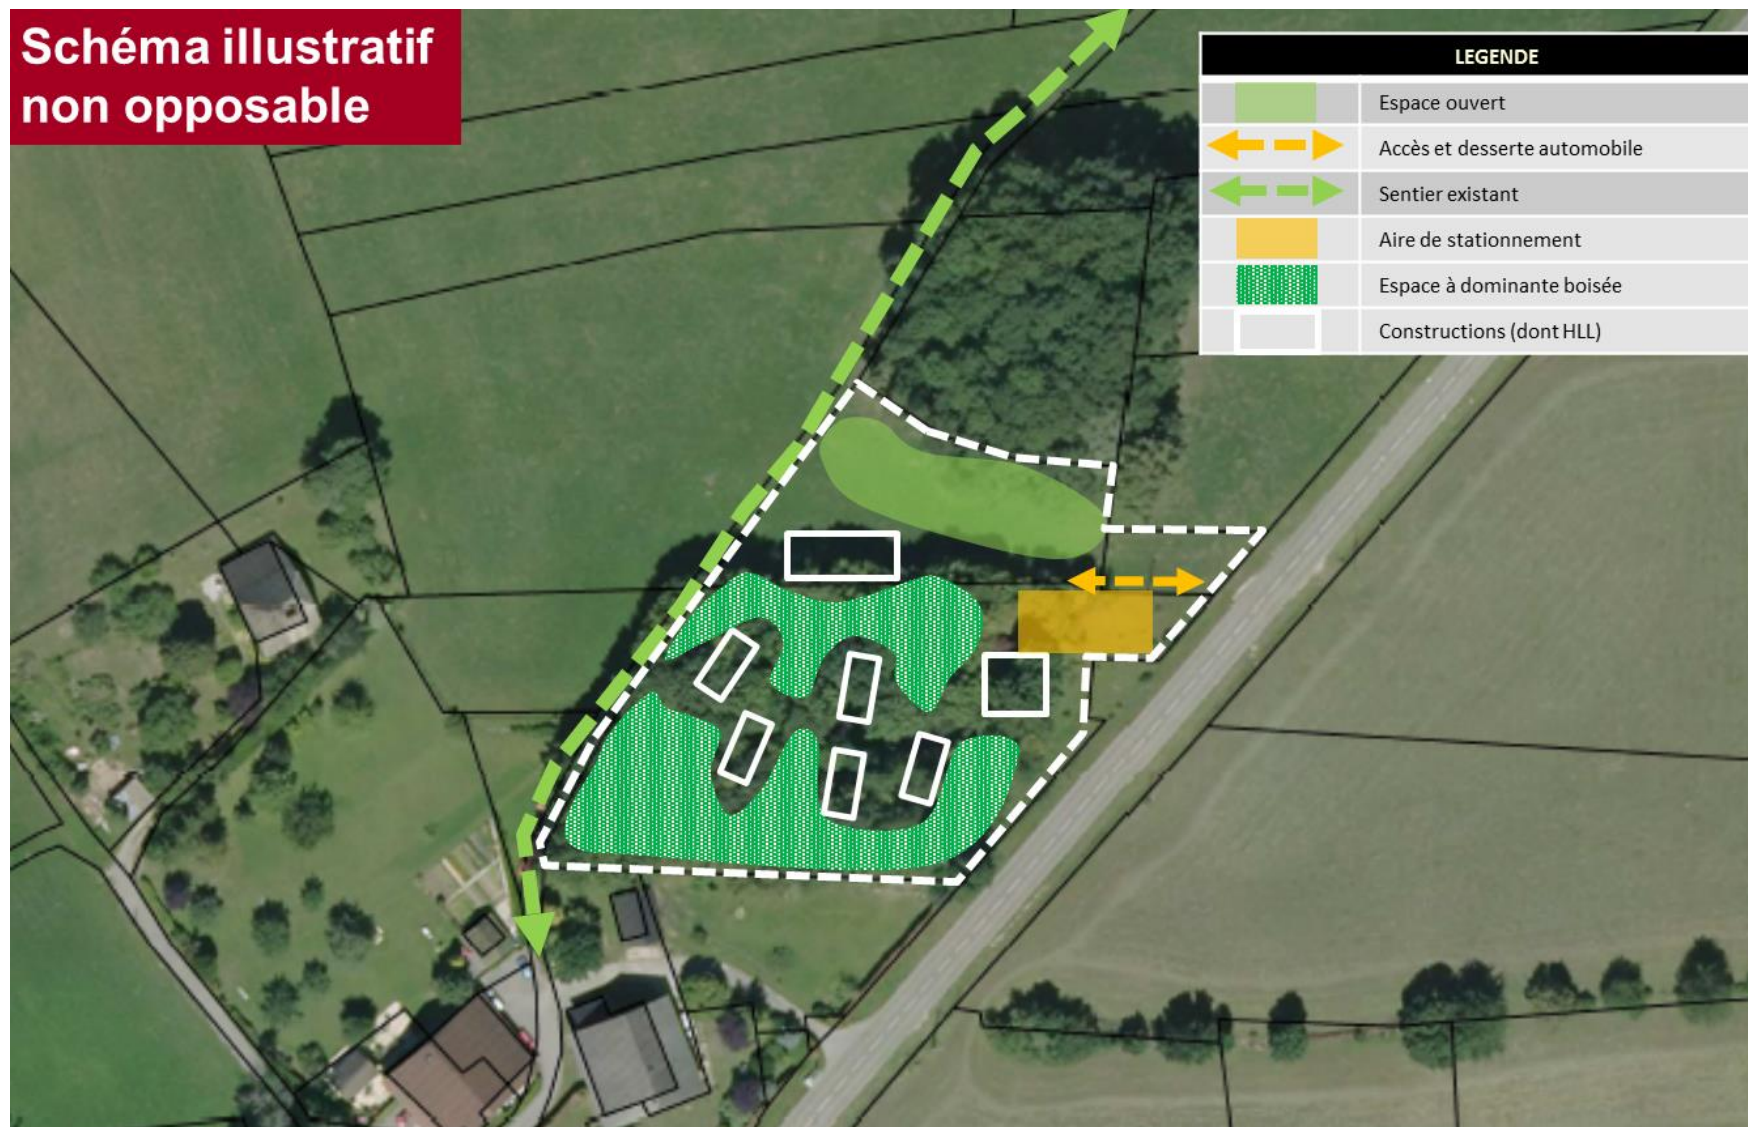 Schéma illustratif
non opposable
LEGENDE
Espace ouvert
Accès et desserte automobile
Sentier existant
Aire de stationnement
Espace à dominante boisée
Constructions (dont HLL)